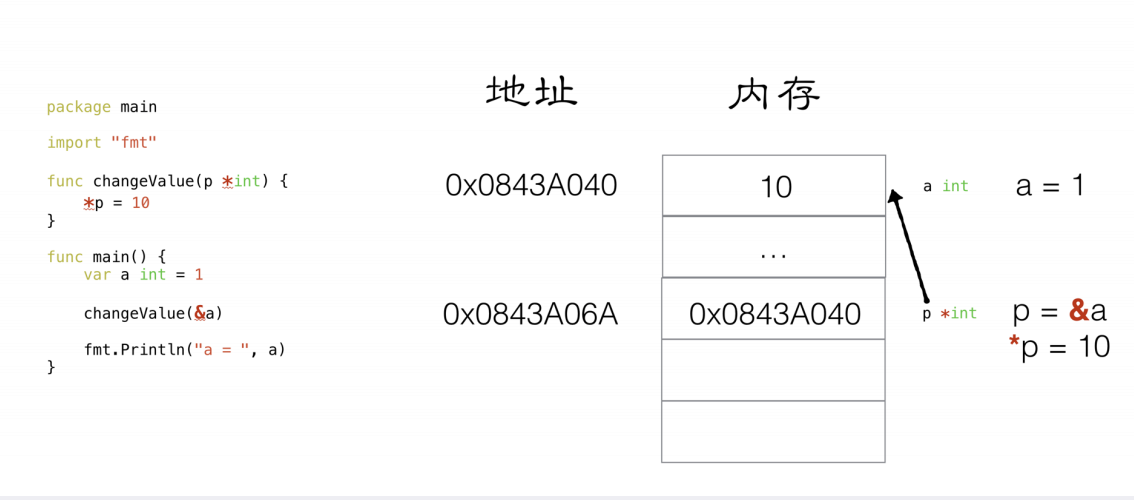 package main
import "fmt"
func changeValue(p *int) {
*p = 10
}
func main() {
var a int = 1
changeValue(&a)
fmt.Println("a = ", a)
}
地址
内存
0x0843A040
10
a int
a = 1
...
0x0843A06A
0x0843A040
p *int
p = &a
*p = 10